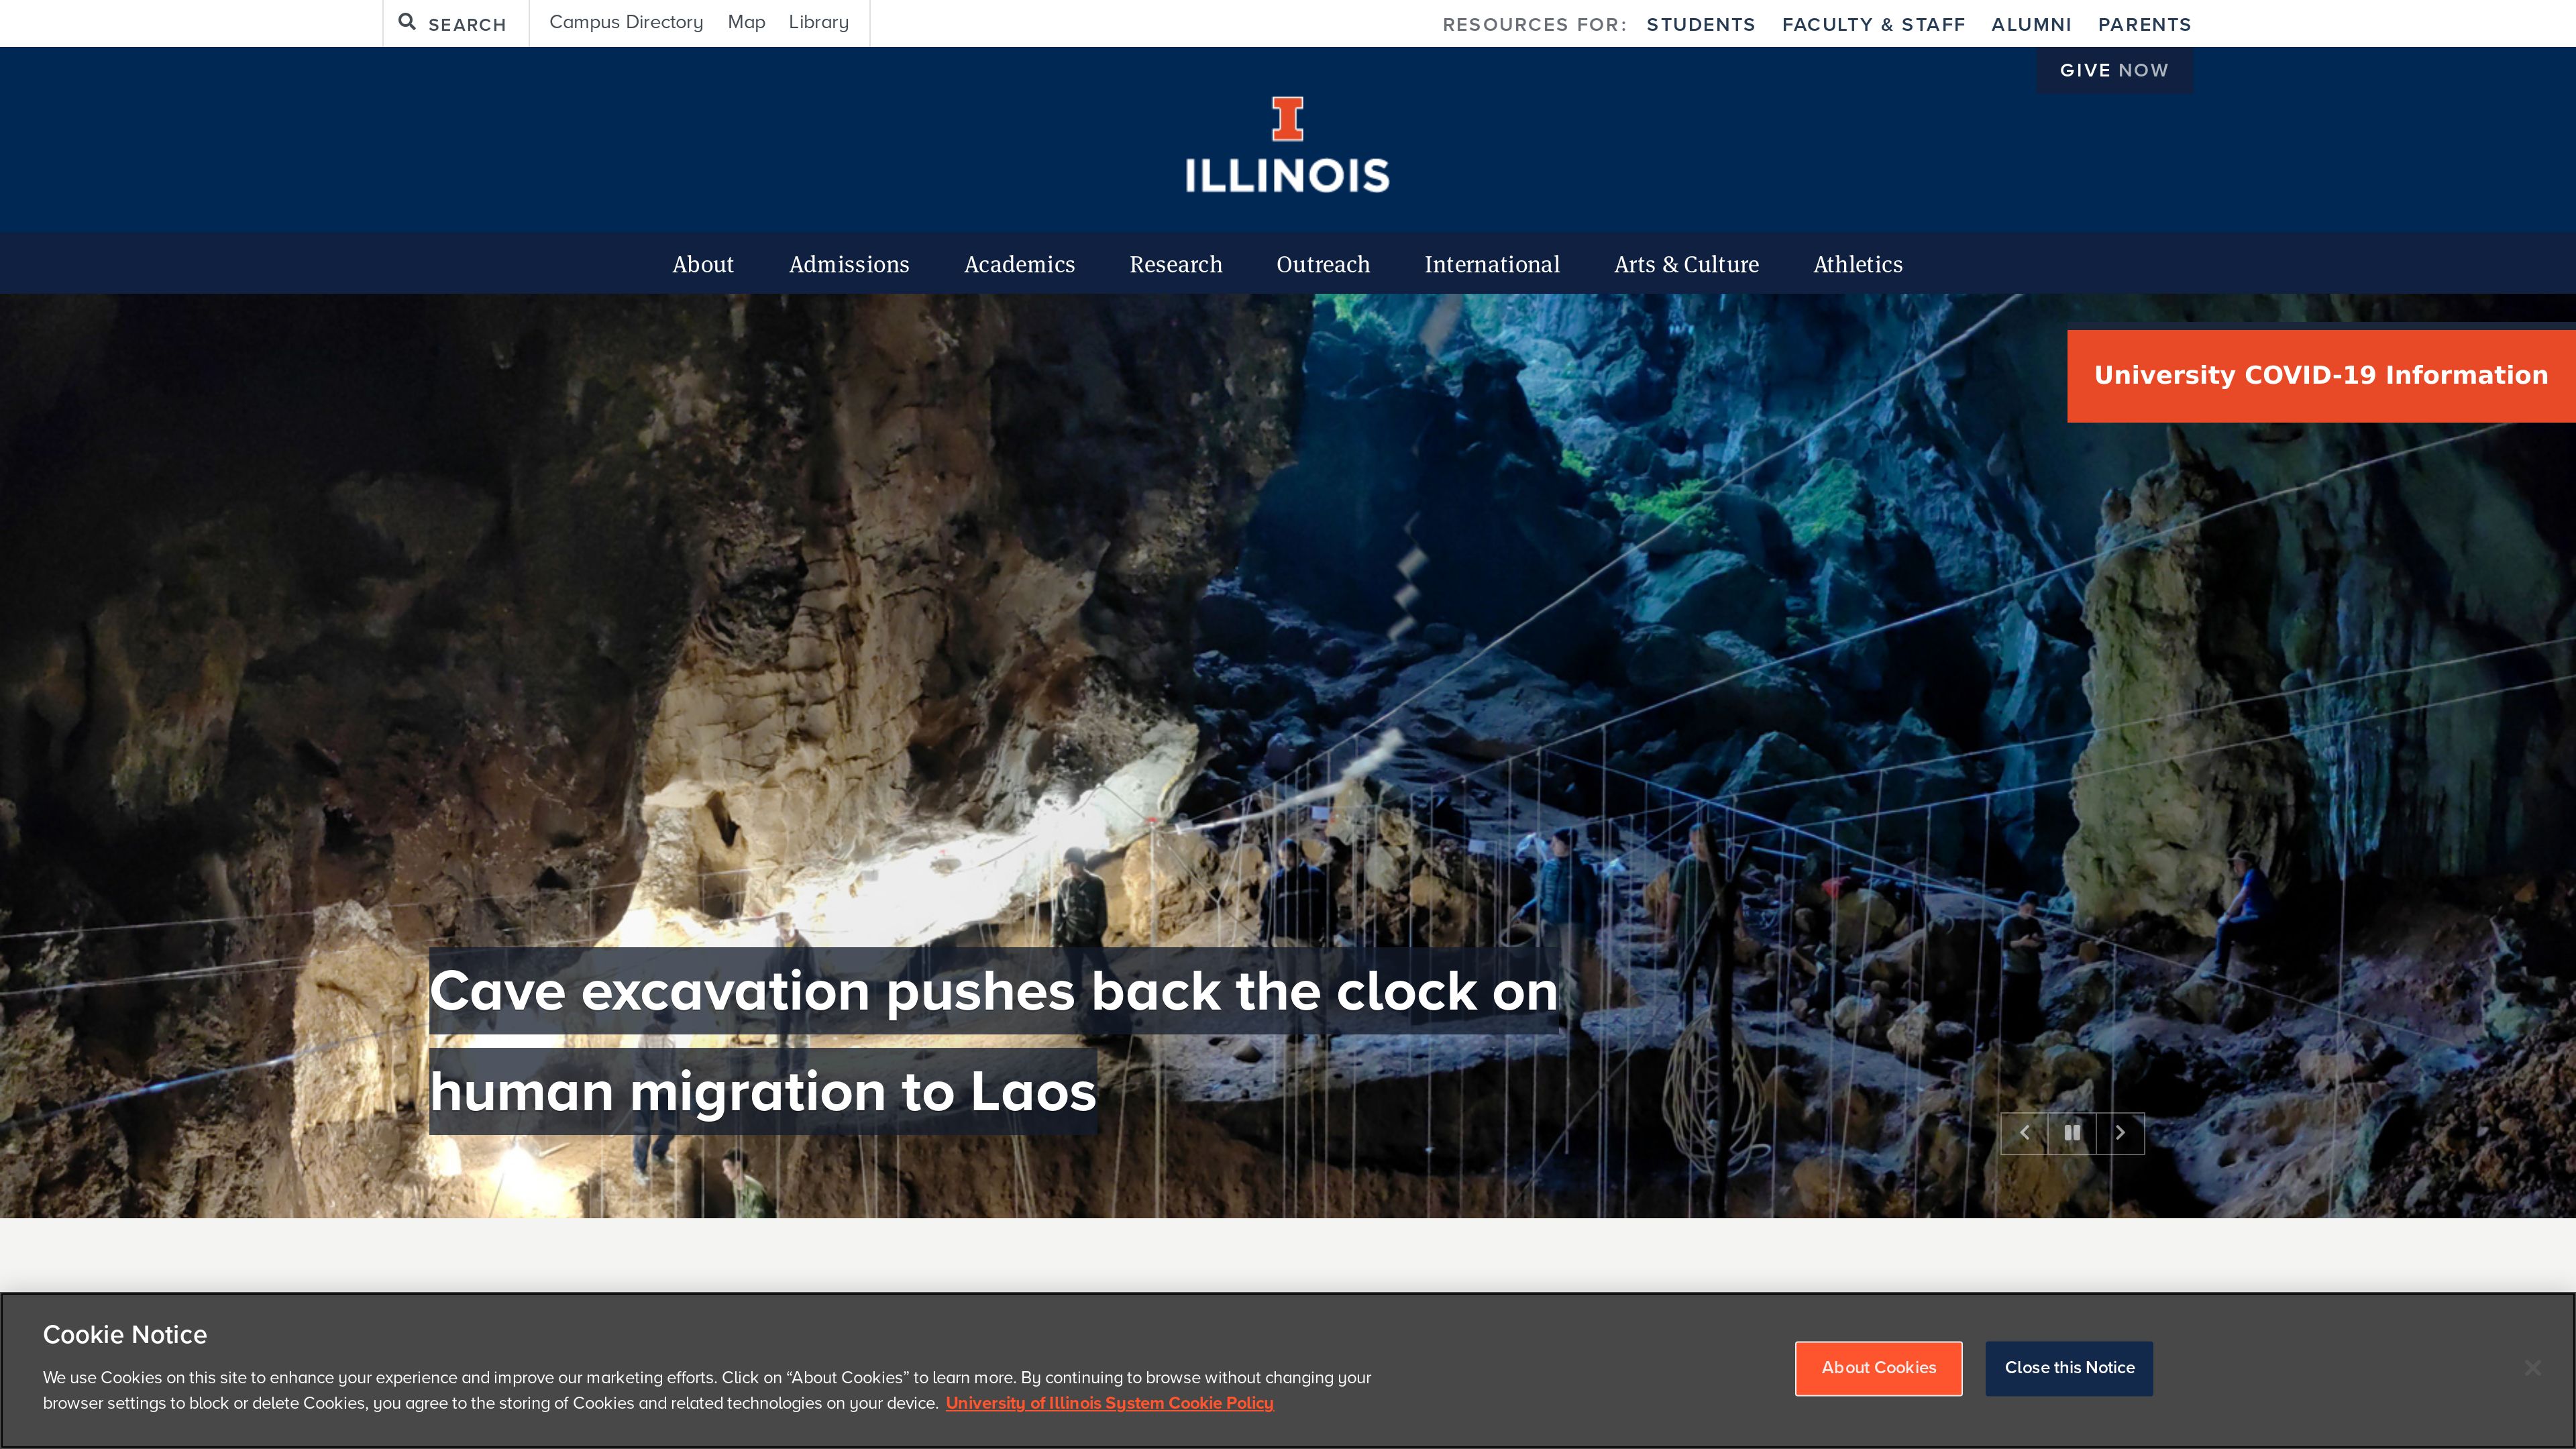 SEARCH
Campus Directory
Map
Library
RESOURCES FOR:
STUDENTS
FACULTY & STAFF
ALUMNI
PARENTS
GIVE NOW
I
ILLINOIS
About
Admissions
Academics
Research
Outreach
International
Arts & Culture
Athletics
University COVID-19 Information
Cave excavation pushes back the clock on
human migration to Laos
Cookie Notice
We use Cookies on this site to enhance your experience and improve our marketing efforts. Click on “About Cookies” to learn more. By continuing to browse without changing your
browser settings to block or delete Cookies, you agree to the storing of Cookies and related technologies on your device. University of Illinois System Cookie Policy
About Cookies
Close this Notice